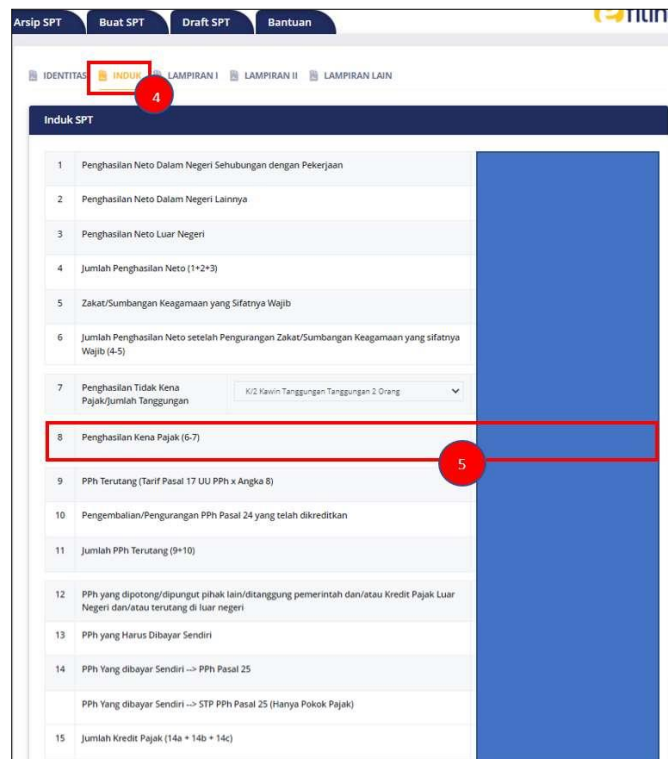 Arsip SPT Buat SPT Draft SPT Bantuan
IDENTITAS INDUK LAMPIRAN I LAMPIRAN II LAMPIRAN LAIN
4
Induk SPT
1 Penghasilan Neto Dalam Negeri Sehubungan dengan Pekerjaan
2 Penghasilan Neto Dalam Negeri Lainnya
3 Penghasilan Neto Luar Negeri
4 Jumlah Penghasilan Neto (1+2+3)
5 Zakat/Sumbangan Keagamaan yang Sifatnya Wajib
6 Jumlah Penghasilan Neto setelah Pengurangan Zakat/Sumbangan Keagamaan yang sifatnya
Wajib (4-5)
7 Penghasilan Tidak Kena
Pajak/Jumlah Tanggungan
K/2 Kawin Tanggungan Tanggungan 2 Orang
8 Penghasilan Kena Pajak (6-7)
5
9 PPh Terutang (Tarif Pasal 17 UU PPh x Angka 8)
10 Pengembalian/Pengurangan PPh Pasal 24 yang telah dikreditkan
11 Jumlah PPh Terutang (9+10)
12 PPh yang dipotong/dipungut pihak lain/ditanggung pemerintah dan/atau Kredit Pajak Luar
Negeri dan/atau terutang di luar negeri
13 PPh yang Harus Dibayar Sendiri
14 PPh Yang dibayar Sendiri --> PPh Pasal 25
PPh Yang dibayar Sendiri --> STP PPh Pasal 25 (Hanya Pokok Pajak)
15 Jumlah Kredit Pajak (14a + 14b + 14c)